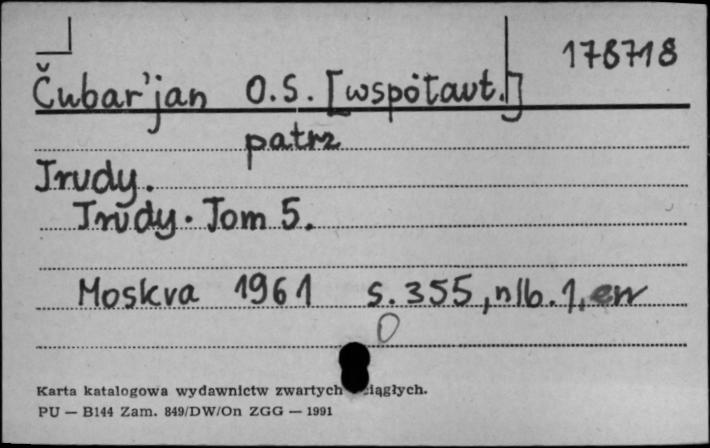 178718
Čubar'jan O.S. [współaut.]
patrz
Trudy.
Trudy. Tom 5.
Moskva 1961 s. 355, nlb. 1.
Karta katalogowa wydawnictw zwartych ciągłych.
PU — B144 Zam. 849/DW/On ZGG — 1991